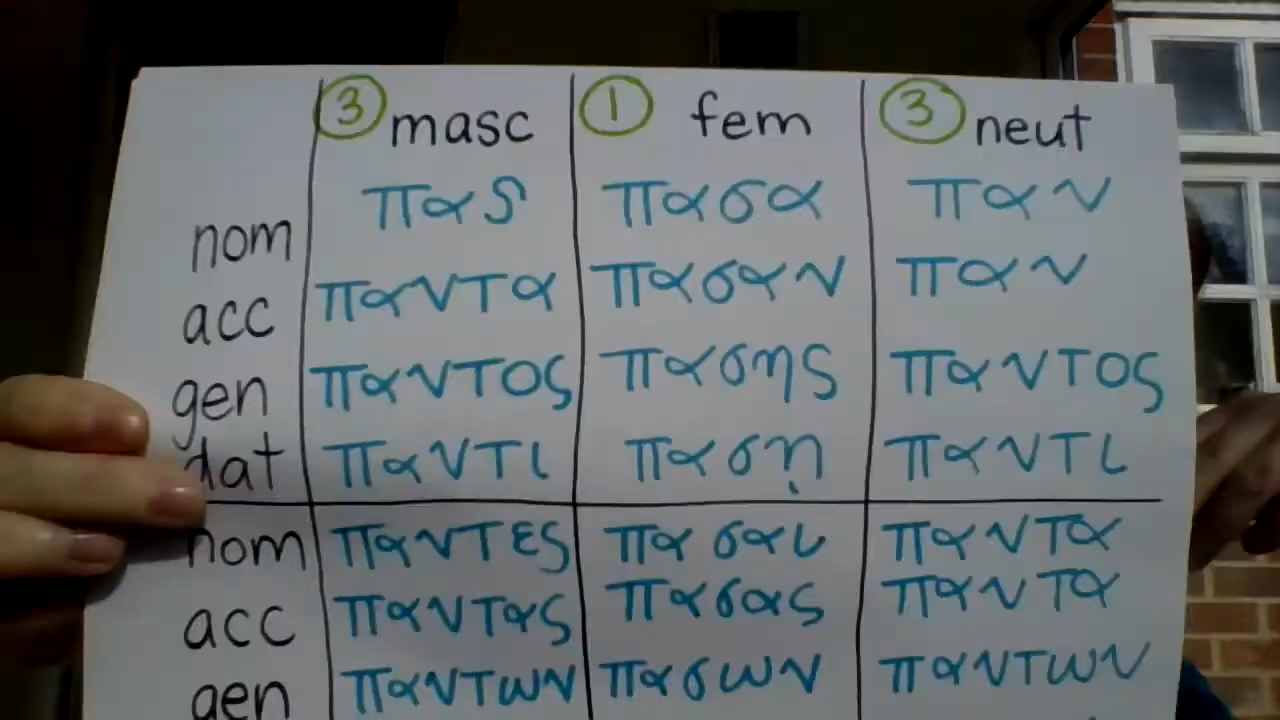 ③ masc ① fem ③ neut
nom πας πασα παν
acc παντα πασαν παν
gen παντος πασης παντος
dat παντι πασῃ παντι
nom παντες πασαι παντα
acc παντας πασας παντα
gen παντων πασων παντων